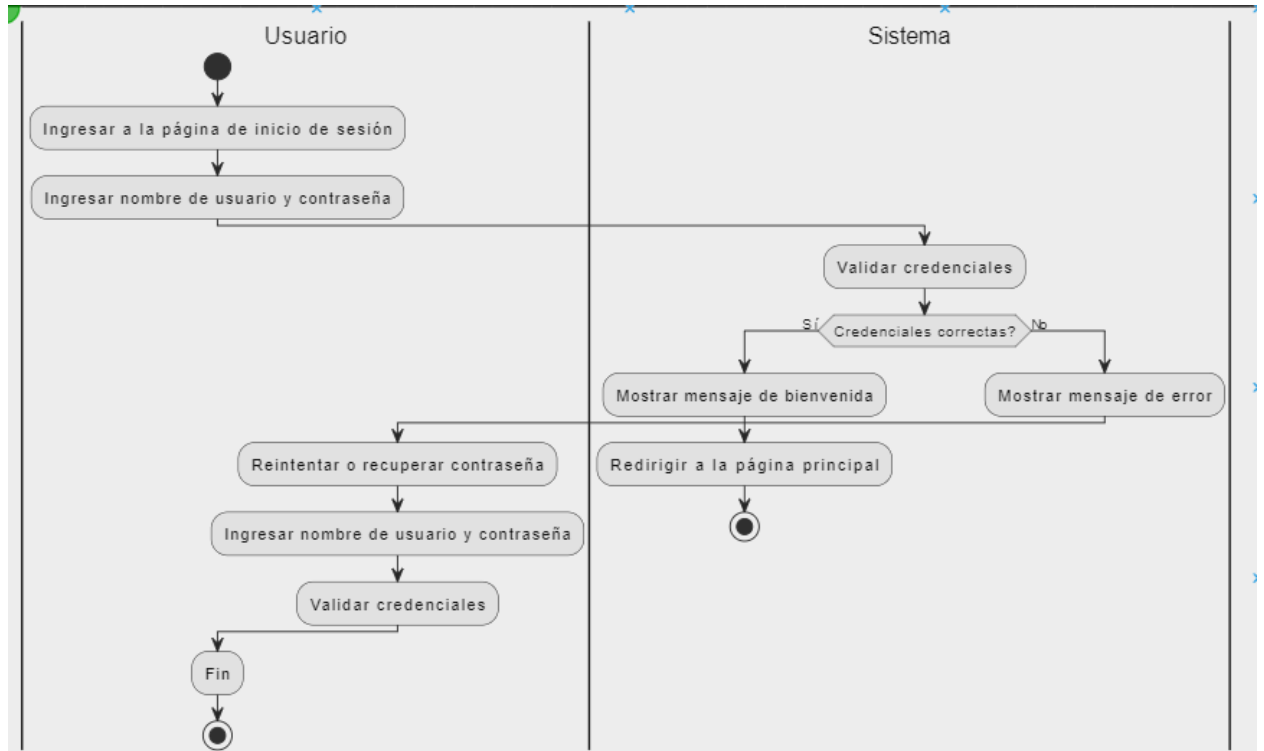 Usuario
Sistema
Ingresar a la página de inicio de sesión
Ingresar nombre de usuario y contraseña
Validar credenciales
Sí
Credenciales correctas?
No
Mostrar mensaje de bienvenida
Mostrar mensaje de error
Reintentar o recuperar contraseña
Redirigir a la página principal
Ingresar nombre de usuario y contraseña
Validar credenciales
Fin